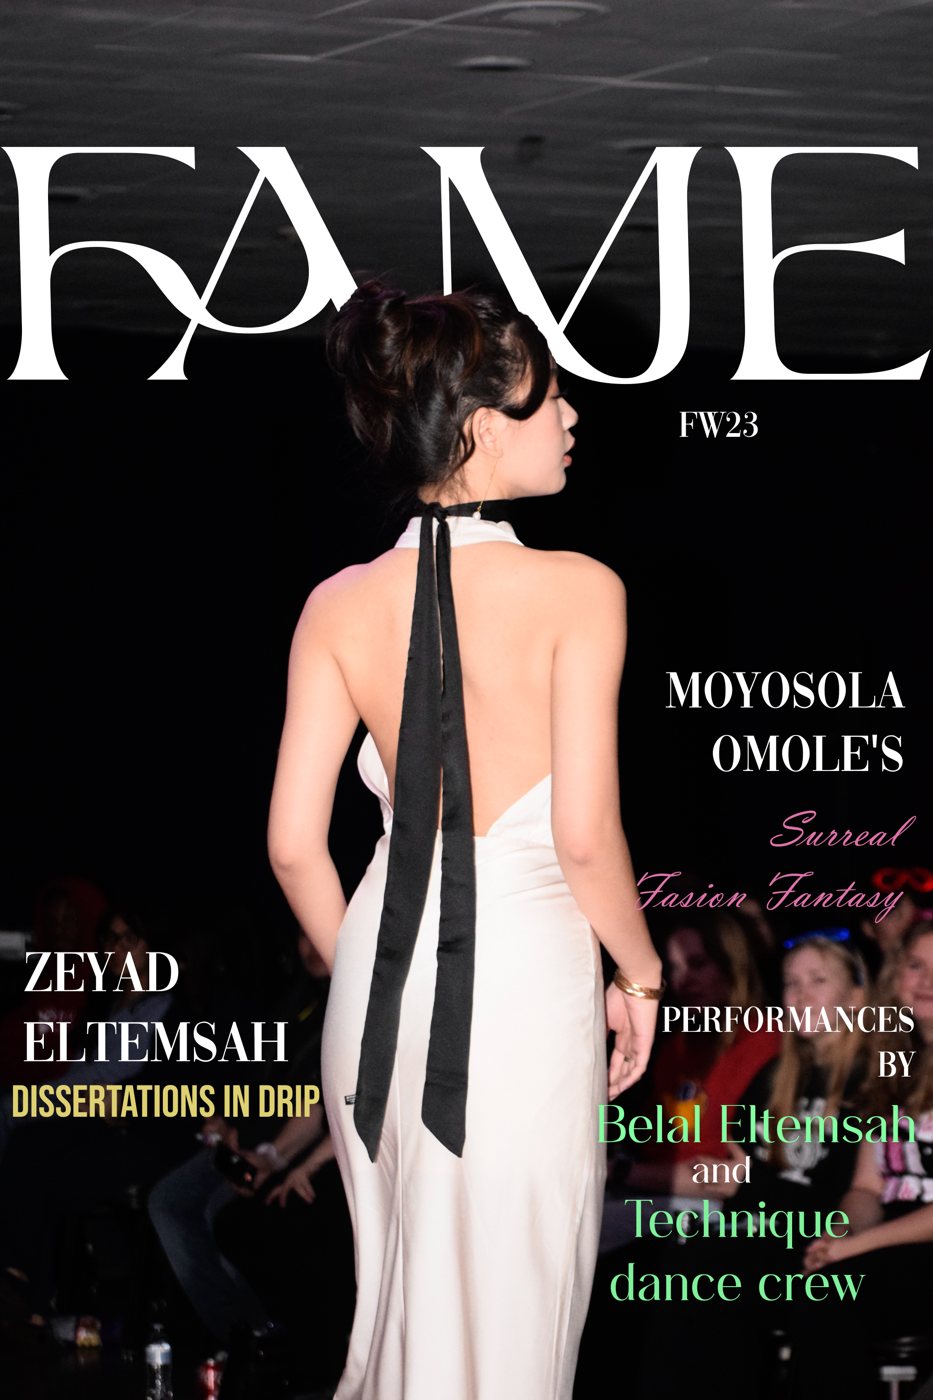 FAME
FW23
MOYOSOLA
OMOLE'S
Surreal
Fasion Fantasy
ZEYAD
ELTEMSAH
DISSERTATIONS IN DRIP
PERFORMANCES
BY
Belal Eltemsah
and
Technique
dance crew